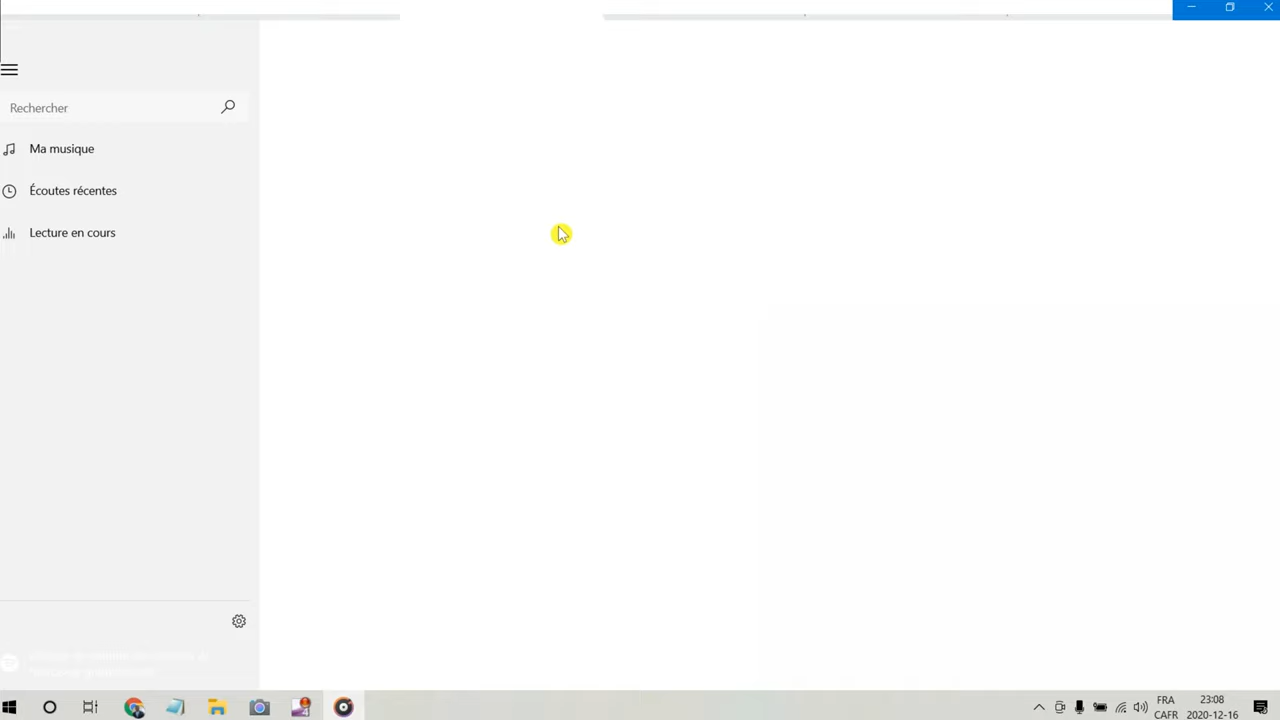 Rechercher
Ma musique
Écoutes récentes
Lecture en cours
FRA
CAFR
23:08
2020-12-16